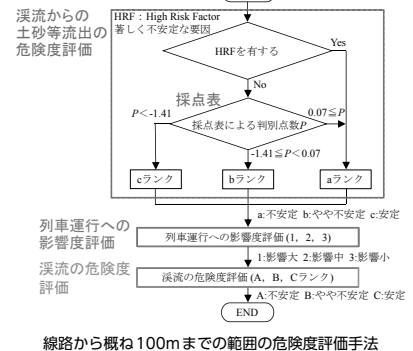 渓流からの
土砂等流出の
危険度評価
HRF：High Risk Factor
著しく不安定な要因
HRFを有する
Yes
No
採点表
P<-1.41
0.07≦P
採点表による判別点数P
-1.41≦P<0.07
cランク
bランク
aランク
a:不安定 b:やや不安定 c:安定
列車運行への
影響度評価
列車運行への影響度評価(1，2，3)
1:影響大 2:影響中 3:影響小
渓流の危険度
評価
渓流の危険度評価(A，B，Cランク)
A:不安定 B:やや不安定 C:安定
END
線路から概ね100mまでの範囲の危険度評価手法